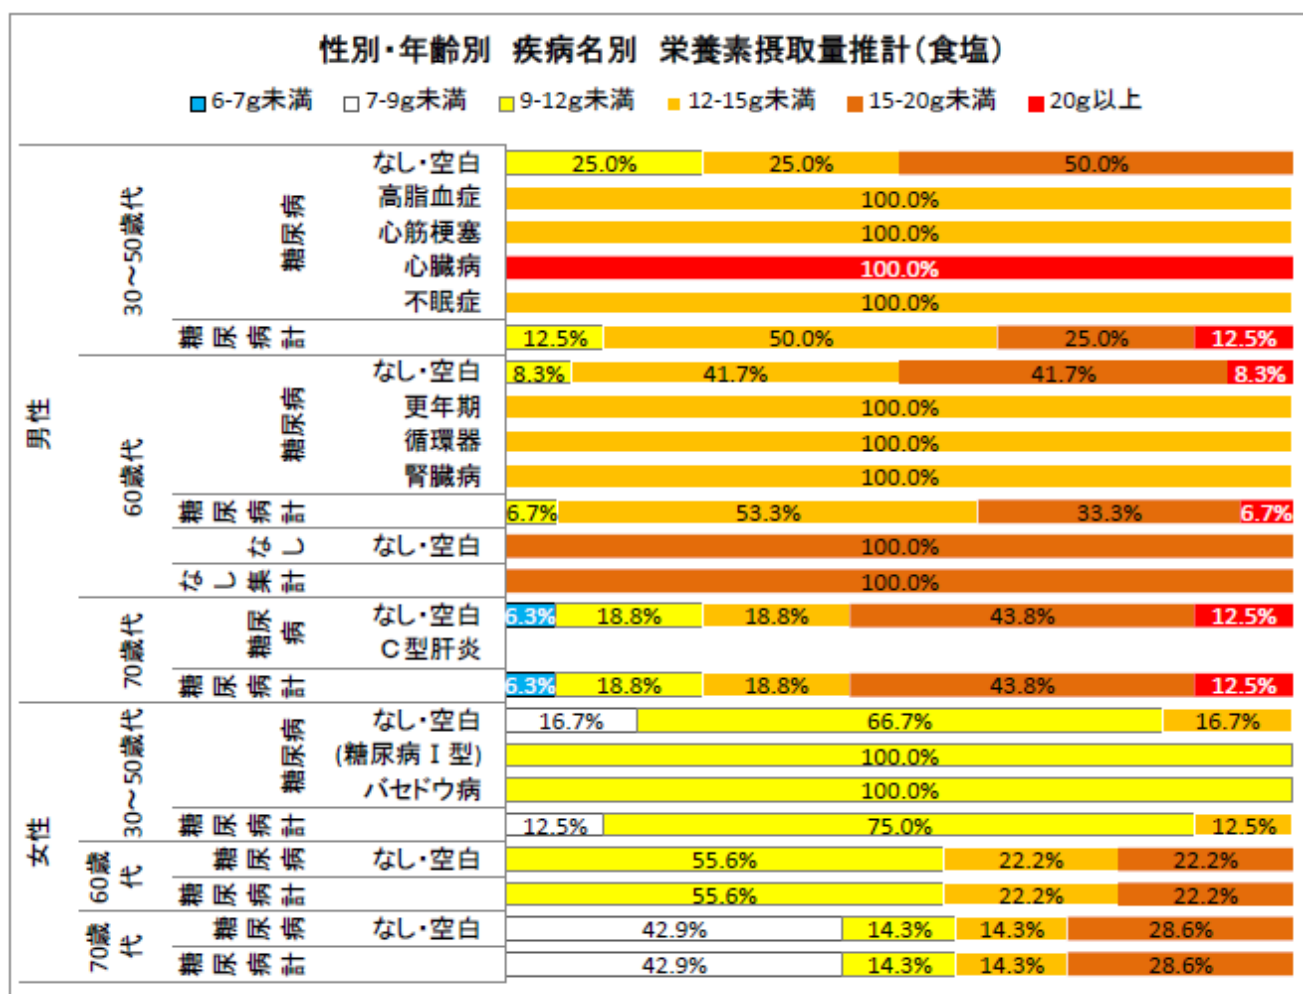 性別・年齢別 疾病名別 栄養素摂取量推計(食塩)
6-7g未満 7-9g未満 9-12g未満 12-15g未満 15-20g未満 20g以上
男性
30～50歳代
糖尿病
なし・空白 25.0% 25.0% 50.0%
高脂血症 100.0%
心筋梗塞 100.0%
心臓病 100.0%
不眠症 100.0%
糖尿病計 12.5% 50.0% 25.0% 12.5%
60歳代
糖尿病
なし・空白 8.3% 41.7% 41.7% 8.3%
更年期 100.0%
循環器 100.0%
腎臓病 100.0%
糖尿病計 6.7% 53.3% 33.3% 6.7%
なし なし・空白 100.0%
なし集計 100.0%
70歳代
糖尿病
なし・空白 6.3% 18.8% 18.8% 43.8% 12.5%
C型肝炎
糖尿病計 6.3% 18.8% 18.8% 43.8% 12.5%
女性
30～50歳代
糖尿病
なし・空白 16.7% 66.7% 16.7%
(糖尿病Ⅰ型) 100.0%
バセドウ病 100.0%
糖尿病計 12.5% 75.0% 12.5%
60歳代
糖尿病 なし・空白 55.6% 22.2% 22.2%
糖尿病計 55.6% 22.2% 22.2%
70歳代
糖尿病 なし・空白 42.9% 14.3% 14.3% 28.6%
糖尿病計 42.9% 14.3% 14.3% 28.6%